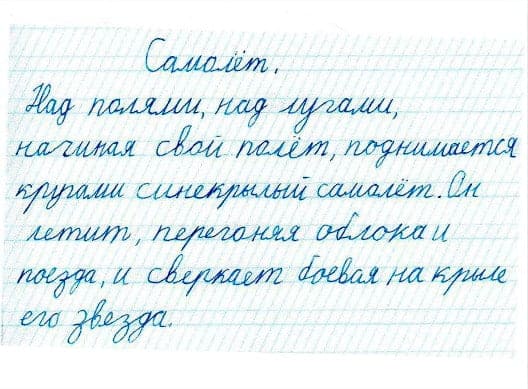 Самолёт.
Над полями, над лугами,
начиная свой полёт, поднимается
кругами синекрылый самолёт. Он
летит, перегоняя облока и
поезда, и сверкает боевая на крыле
его звезда.